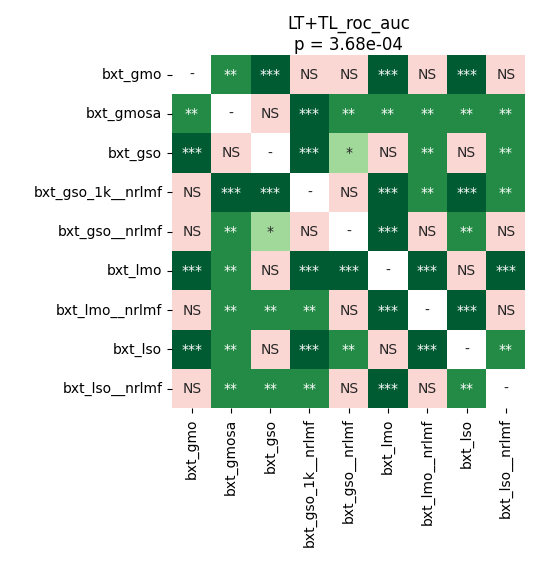 LT+TL_roc_auc
p = 3.68e-04
bxt_gmo - ** *** NS NS *** NS *** NS
bxt_gmosa ** - NS *** ** ** ** ** **
bxt_gso *** NS - *** * NS ** NS **
bxt_gso_1k__nrlmf NS *** *** - NS *** ** *** **
bxt_gso__nrlmf NS ** * NS - *** NS ** NS
bxt_lmo *** ** NS *** *** - *** NS ***
bxt_lmo__nrlmf NS ** ** ** NS *** - *** NS
bxt_lso *** ** NS *** ** NS *** - **
bxt_lso__nrlmf NS ** ** ** NS *** NS ** -
bxt_gmo
bxt_gmosa
bxt_gso
bxt_gso_1k__nrlmf
bxt_gso__nrlmf
bxt_lmo
bxt_lmo__nrlmf
bxt_lso
bxt_lso__nrlmf